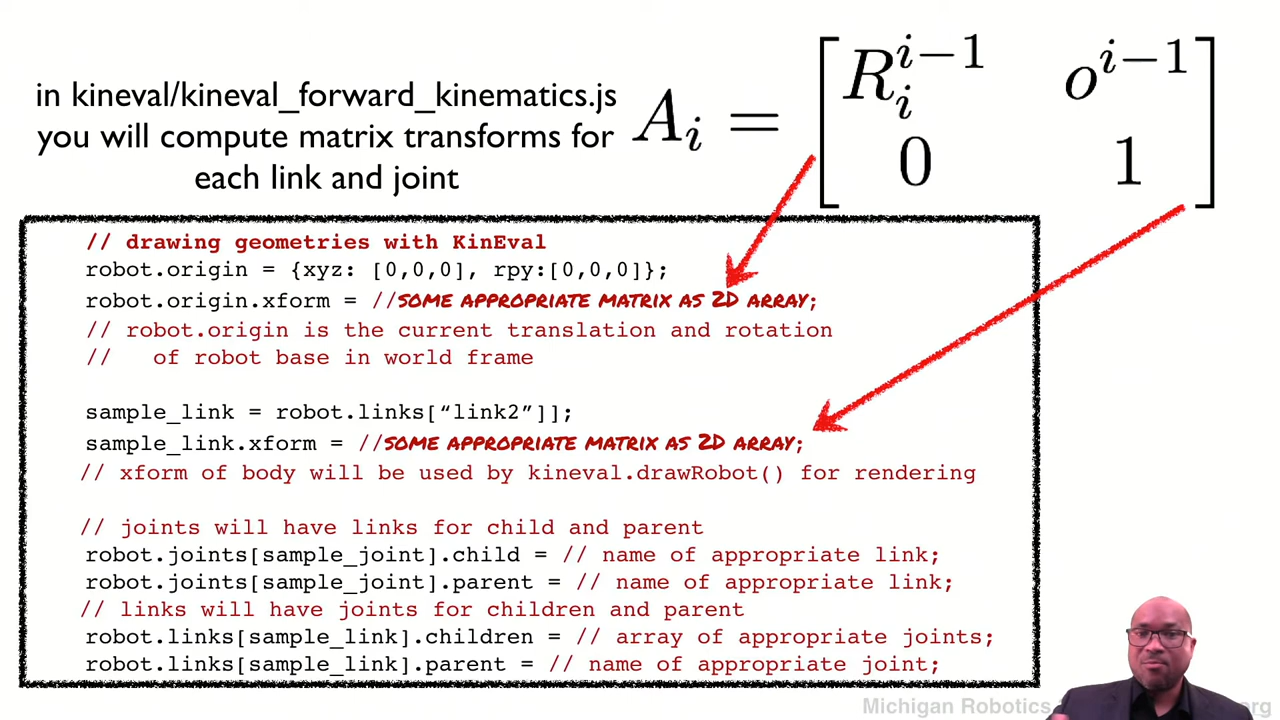 in kineval/kineval_forward_kinematics.js
you will compute matrix transforms for
each link and joint
A_i = [ R_i^{i-1} o^{i-1}
0 1 ]
// drawing geometries with KinEval
robot.origin = {xyz: [0,0,0], rpy:[0,0,0]};
robot.origin.xform = //SOME APPROPRIATE MATRIX AS 2D ARRAY;
// robot.origin is the current translation and rotation
// of robot base in world frame
sample_link = robot.links[“link2”]];
sample_link.xform = //SOME APPROPRIATE MATRIX AS 2D ARRAY;
// xform of body will be used by kineval.drawRobot() for rendering
// joints will have links for child and parent
robot.joints[sample_joint].child = // name of appropriate link;
robot.joints[sample_joint].parent = // name of appropriate link;
// links will have joints for children and parent
robot.links[sample_link].children = // array of appropriate joints;
robot.links[sample_link].parent = // name of appropriate joint;
Michigan Robotics